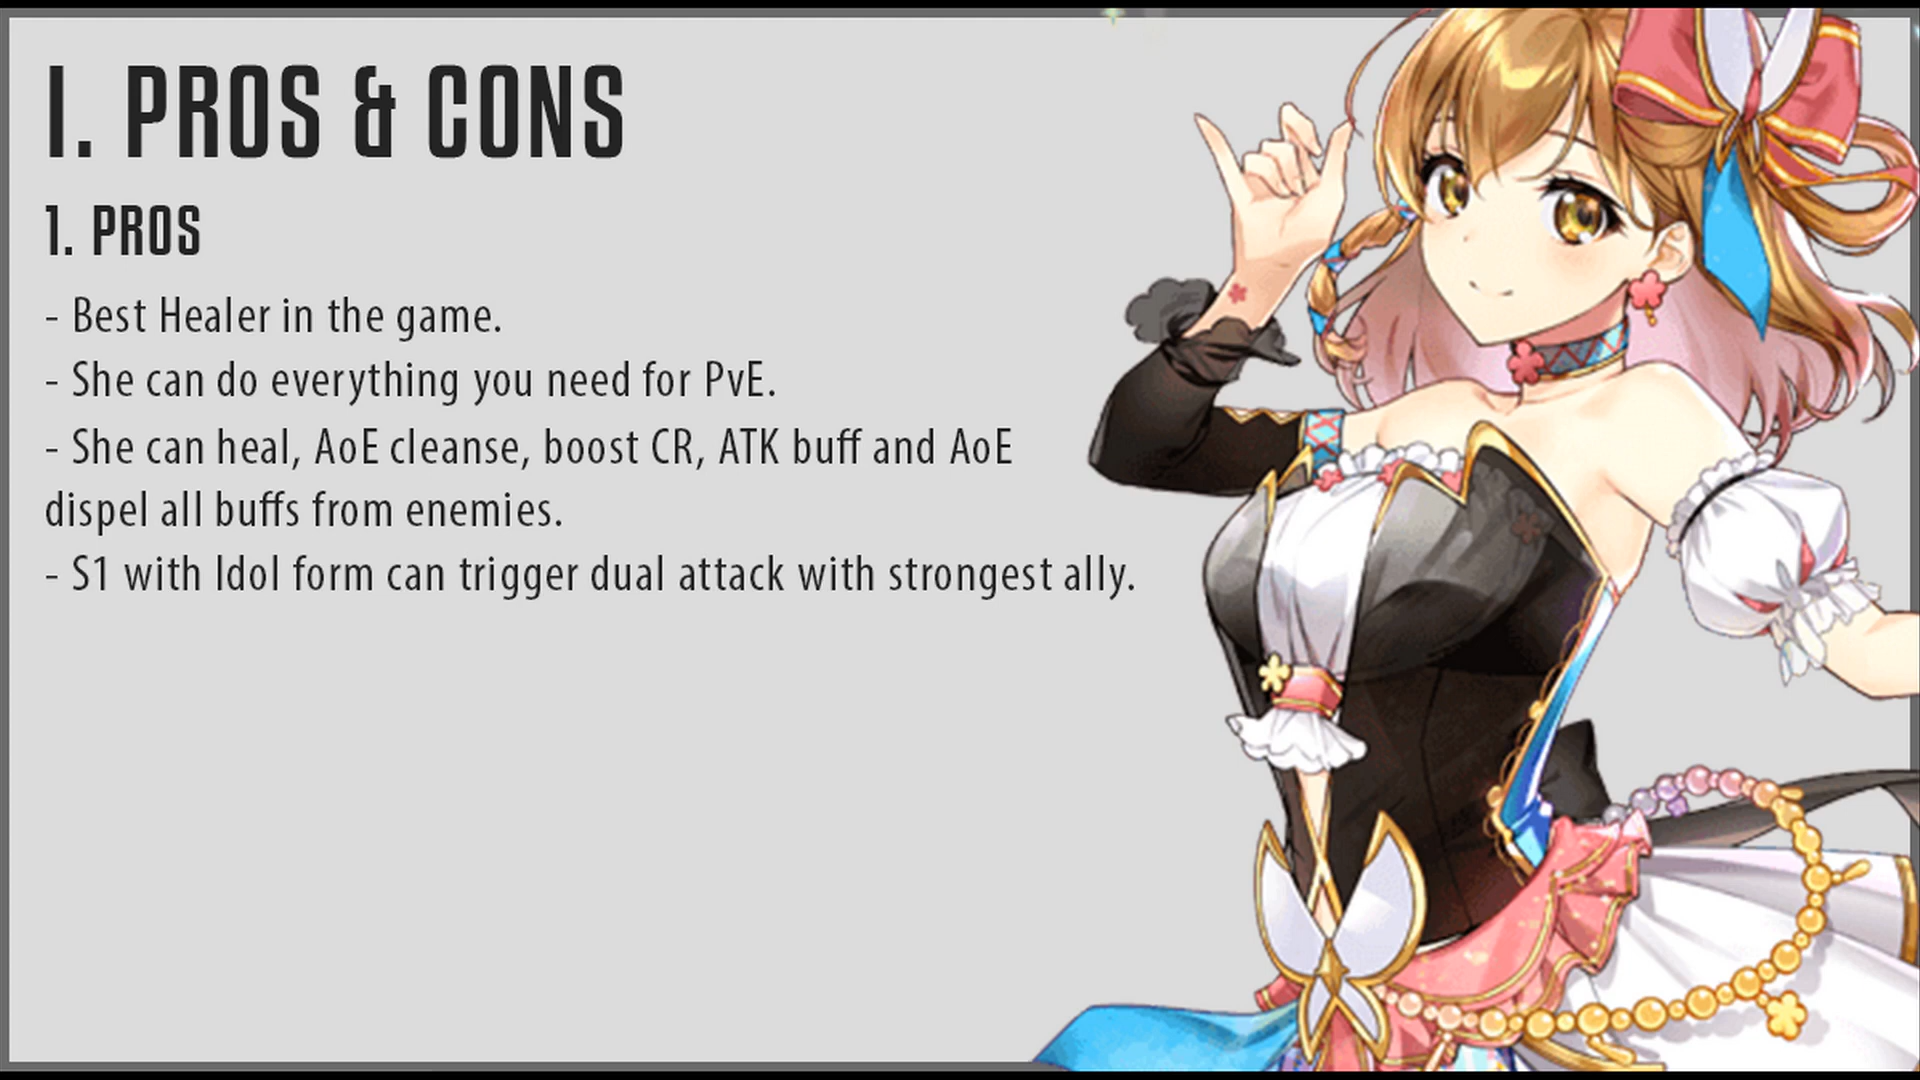 I. PROS & CONS
1. PROS
- Best Healer in the game.
- She can do everything you need for PvE.
- She can heal, AoE cleanse, boost CR, ATK buff and AoE
dispel all buffs from enemies.
- S1 with Idol form can trigger dual attack with strongest ally.